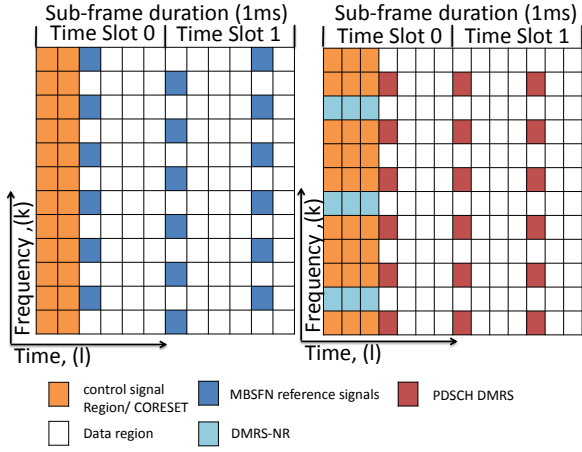 Sub-frame duration (1ms)
Time Slot 0 Time Slot 1
Sub-frame duration (1ms)
Time Slot 0 Time Slot 1
Frequency ,(k)
Time, (l)
Frequency ,(k)
Time, (l)
control signal
Region/ CORESET
MBSFN reference signals
PDSCH DMRS
Data region
DMRS-NR